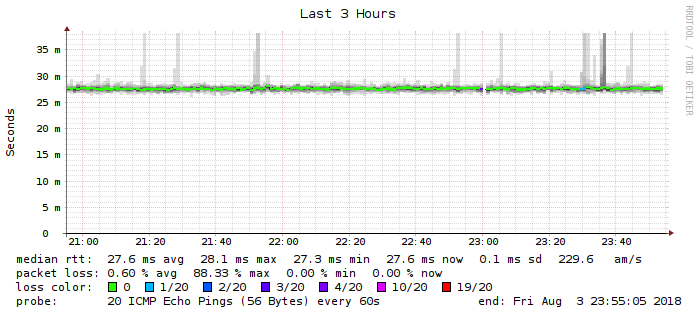 Last 3 Hours
RRDTOOL / TOBI OETIKER
Seconds
35 m
30 m
25 m
20 m
15 m
10 m
5 m
0
21:00 21:20 21:40 22:00 22:20 22:40 23:00 23:20 23:40
median rtt: 27.6 ms avg 28.1 ms max 27.3 ms min 27.6 ms now 0.1 ms sd 229.6 am/s
packet loss: 0.60 % avg 88.33 % max 0.00 % min 0.00 % now
loss color: 0 1/20 2/20 3/20 4/20 10/20 19/20
probe: 20 ICMP Echo Pings (56 Bytes) every 60s end: Fri Aug 3 23:55:05 2018